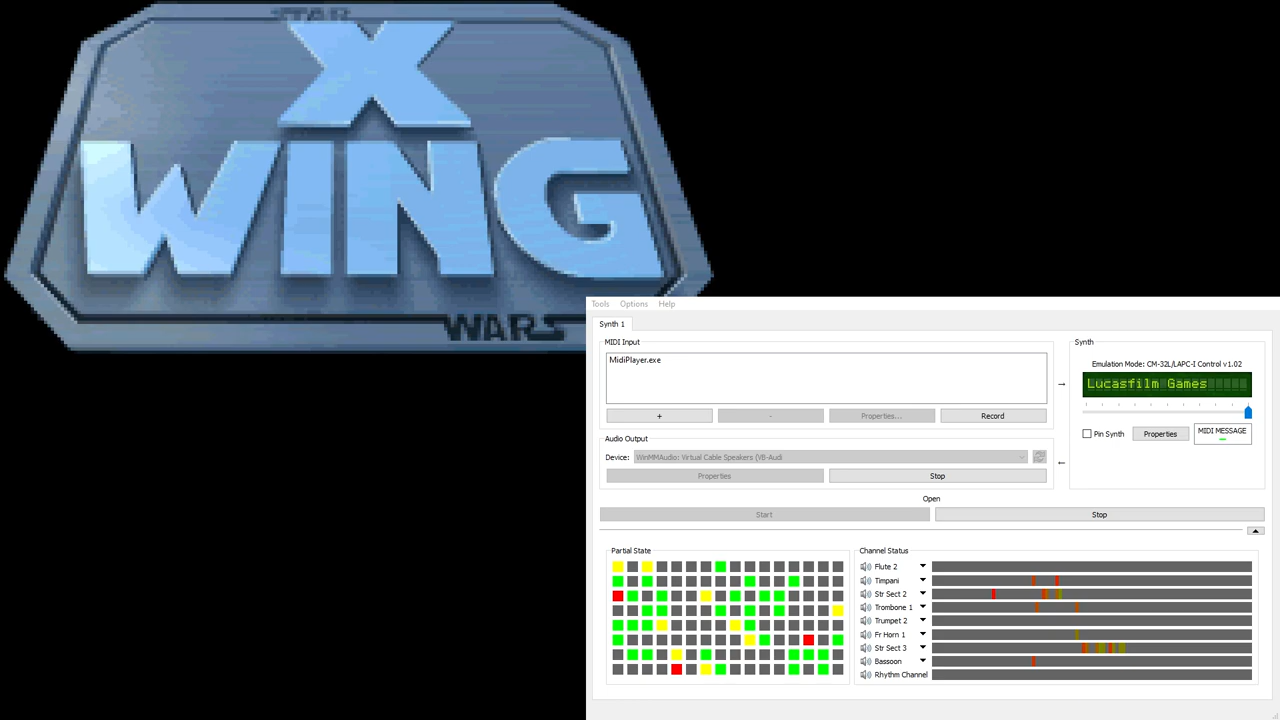 STAR
X
WING
WARS
Tools Options Help
Synth 1
MIDI Input
MidiPlayer.exe
+ - Properties... Record
Audio Output
Device: WinMMAudio: Virtual Cable Speakers (VB-Audi
Properties Stop
→
←
Synth
Emulation Mode: CM-32L/LAPC-I Control v1.02
Lucasfilm Games
Pin Synth Properties MIDI MESSAGE
Open
Start Stop
Partial State
Channel Status
Flute 2
Timpani
Str Sect 2
Trombone 1
Trumpet 2
Fr Horn 1
Str Sect 3
Bassoon
Rhythm Channel